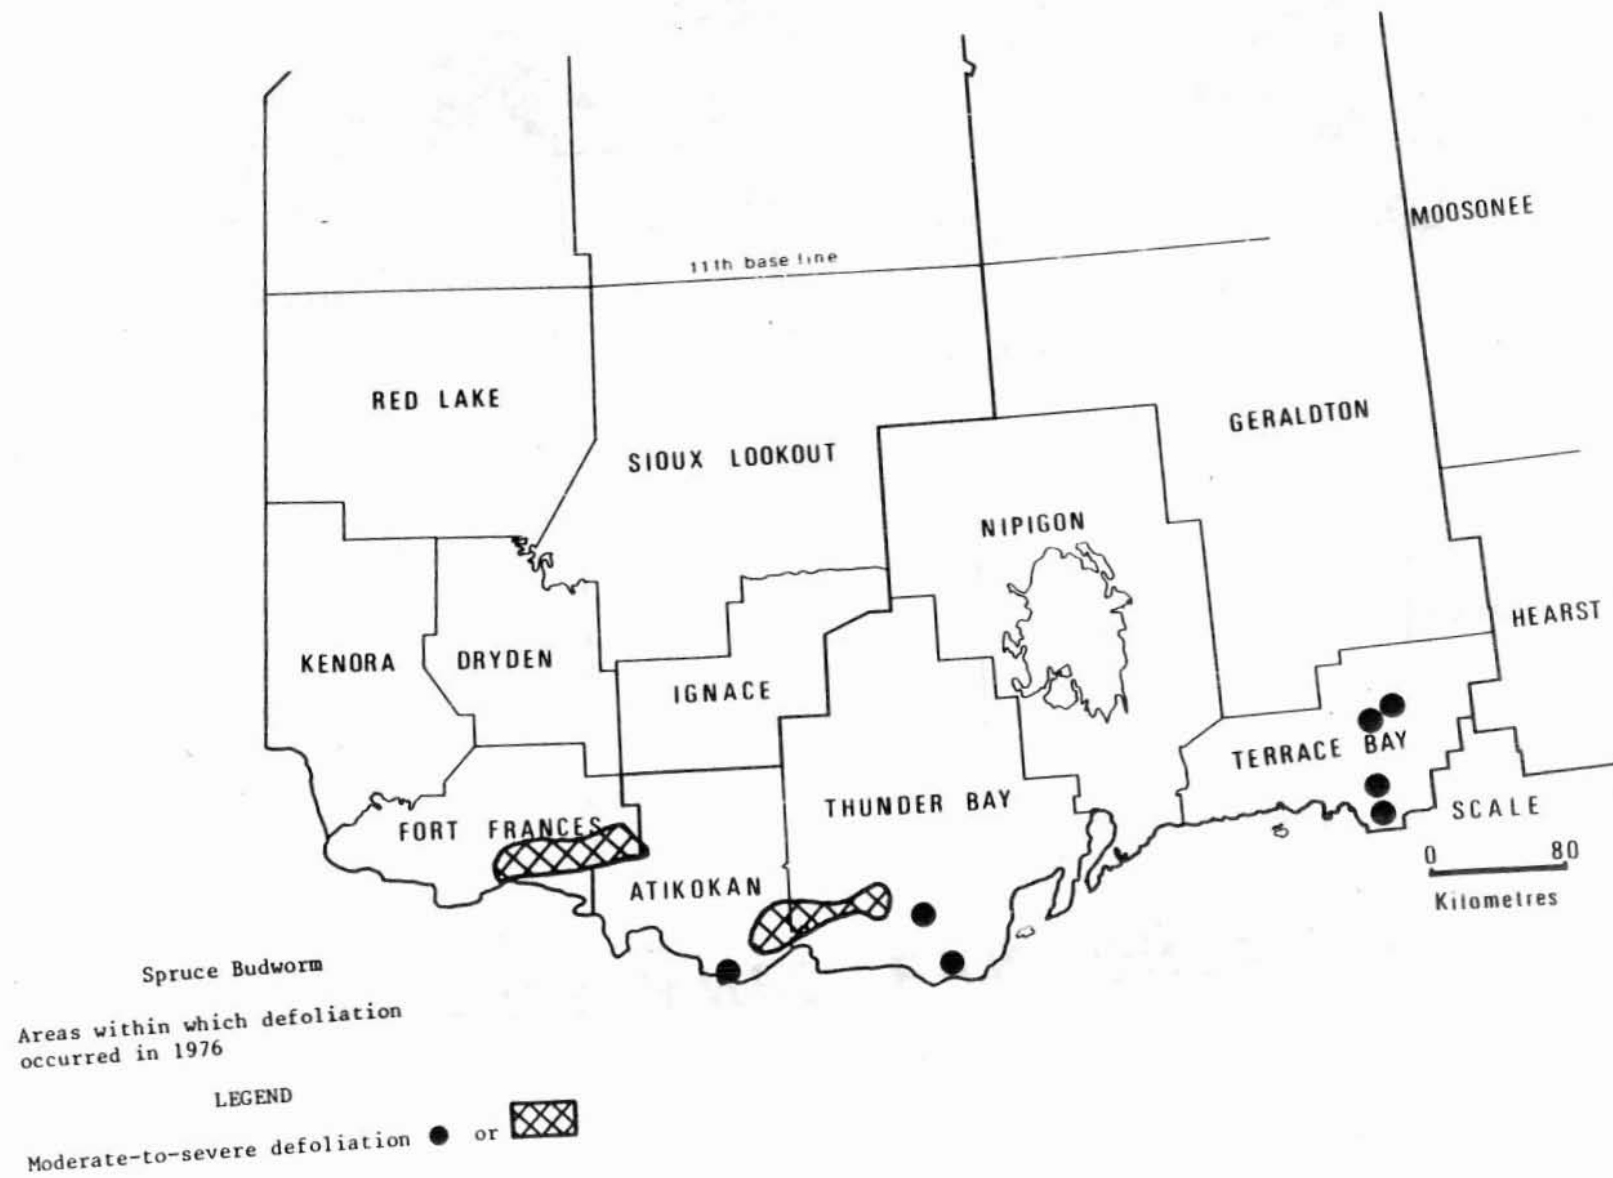 MOOSONEE
11th base line
RED LAKE
GERALDTON
SIOUX LOOKOUT
NIPIGON
HEARST
KENORA
DRYDEN
IGNACE
TERRACE BAY
THUNDER BAY
SCALE
FORT FRANCES
0 80
Kilometres
ATIKOKAN
Spruce Budworm
Areas within which defoliation
occurred in 1976
LEGEND
Moderate-to-severe defoliation or